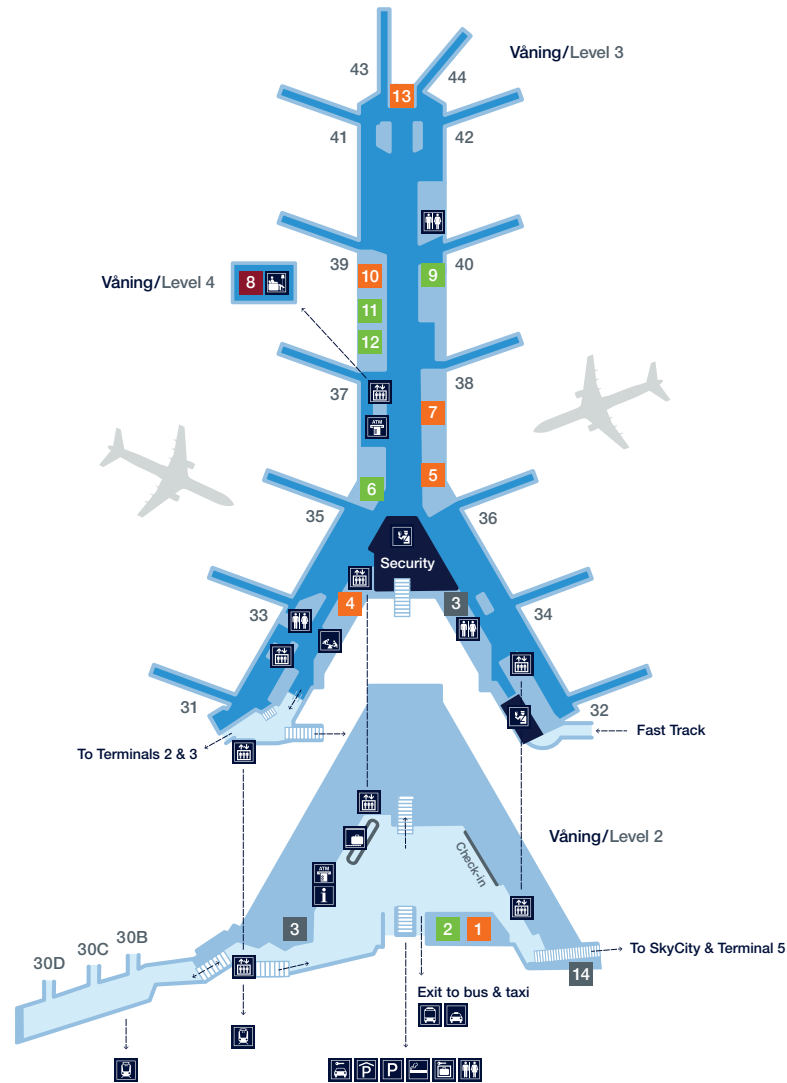 43
44
Våning/Level 3
13
41
42
39
40
Våning/Level 4
8
10
9
11
12
37
38
ATM
7
6
5
35
36
Security
4
3
33
34
31
32
To Terminals 2 & 3
Fast Track
Våning/Level 2
Check-in
ATM
i
3
2
1
30B
30C
30D
To SkyCity & Terminal 5
14
Exit to bus & taxi
P
P